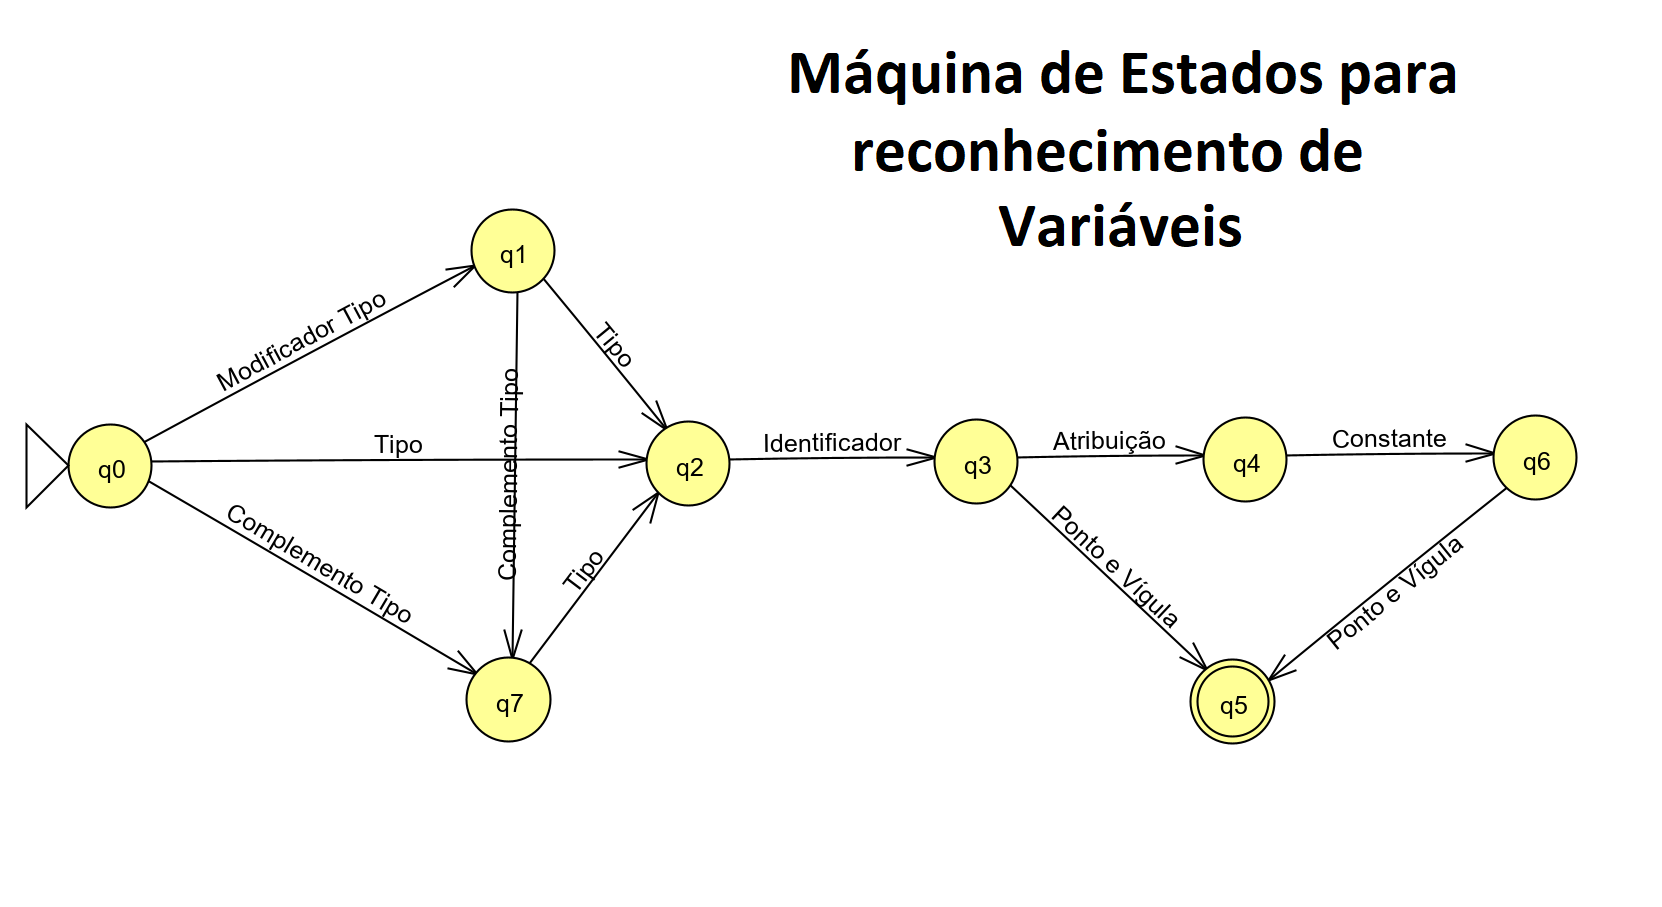 Máquina de Estados para
reconhecimento de
Variáveis
q1
Modificador Tipo
Tipo
Complemento Tipo
q0
Tipo
q2
Identificador
q3
Atribuição
q4
Constante
q6
Complemento Tipo
Tipo
Ponto e Vígula
Ponto e Vígula
q7
q5